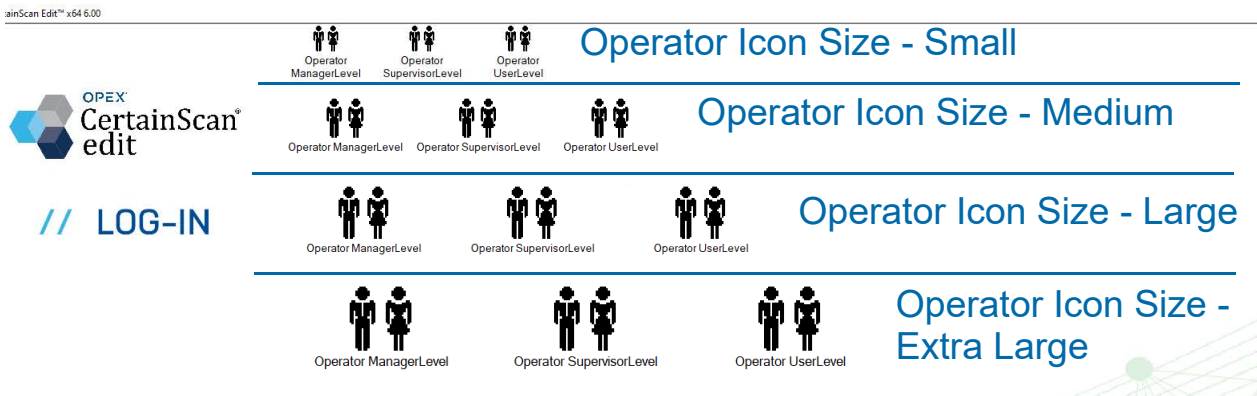 tainScan Edit™ x64 6.00
Operator ManagerLevel
Operator SupervisorLevel
Operator UserLevel
Operator Icon Size - Small
OPEX
CertainScan®
edit
Operator ManagerLevel
Operator SupervisorLevel
Operator UserLevel
Operator Icon Size - Medium
// LOG-IN
Operator ManagerLevel
Operator SupervisorLevel
Operator UserLevel
Operator Icon Size - Large
Operator ManagerLevel
Operator SupervisorLevel
Operator UserLevel
Operator Icon Size -
Extra Large